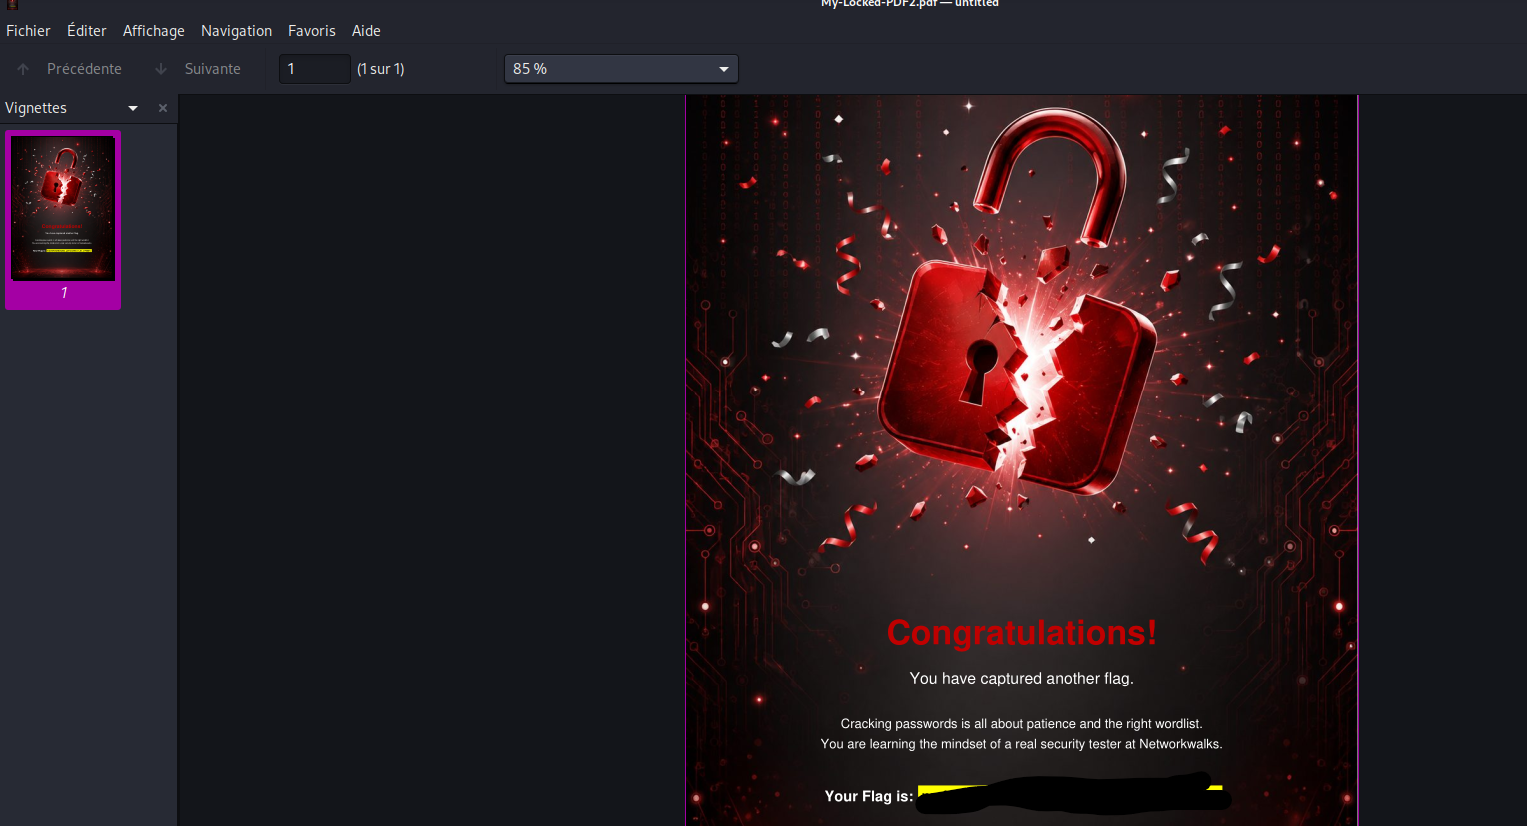 My-Locked-PDF2.pdf — untitled
Fichier Éditer Affichage Navigation Favoris Aide
Précédente Suivante 1 (1 sur 1) 85 %
Vignettes
1
Congratulations!
You have captured another flag.
Cracking passwords is all about patience and the right wordlist.
You are learning the mindset of a real security tester at Networkwalks.
Your Flag is: